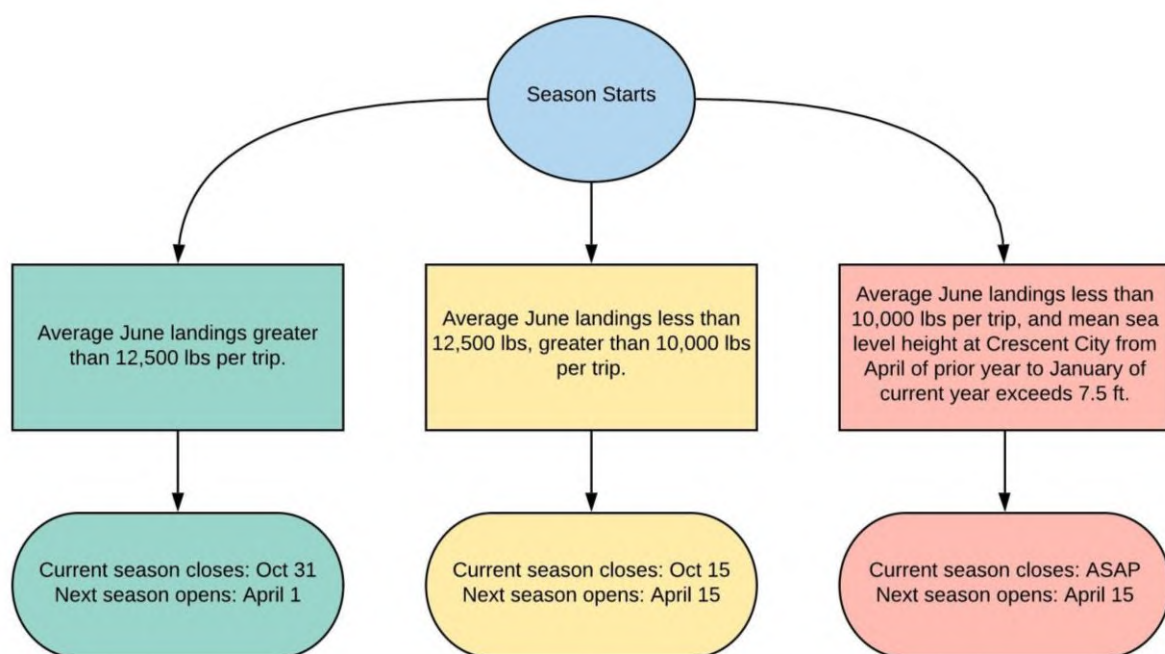 Season Starts
Average June landings greater
than 12,500 lbs per trip.
Average June landings less than
12,500 lbs, greater than 10,000 lbs
per trip.
Average June landings less than
10,000 lbs per trip, and mean sea
level height at Crescent City from
April of prior year to January of
current year exceeds 7.5 ft.
Current season closes: Oct 31
Next season opens: April 1
Current season closes: Oct 15
Next season opens: April 15
Current season closes: ASAP
Next season opens: April 15